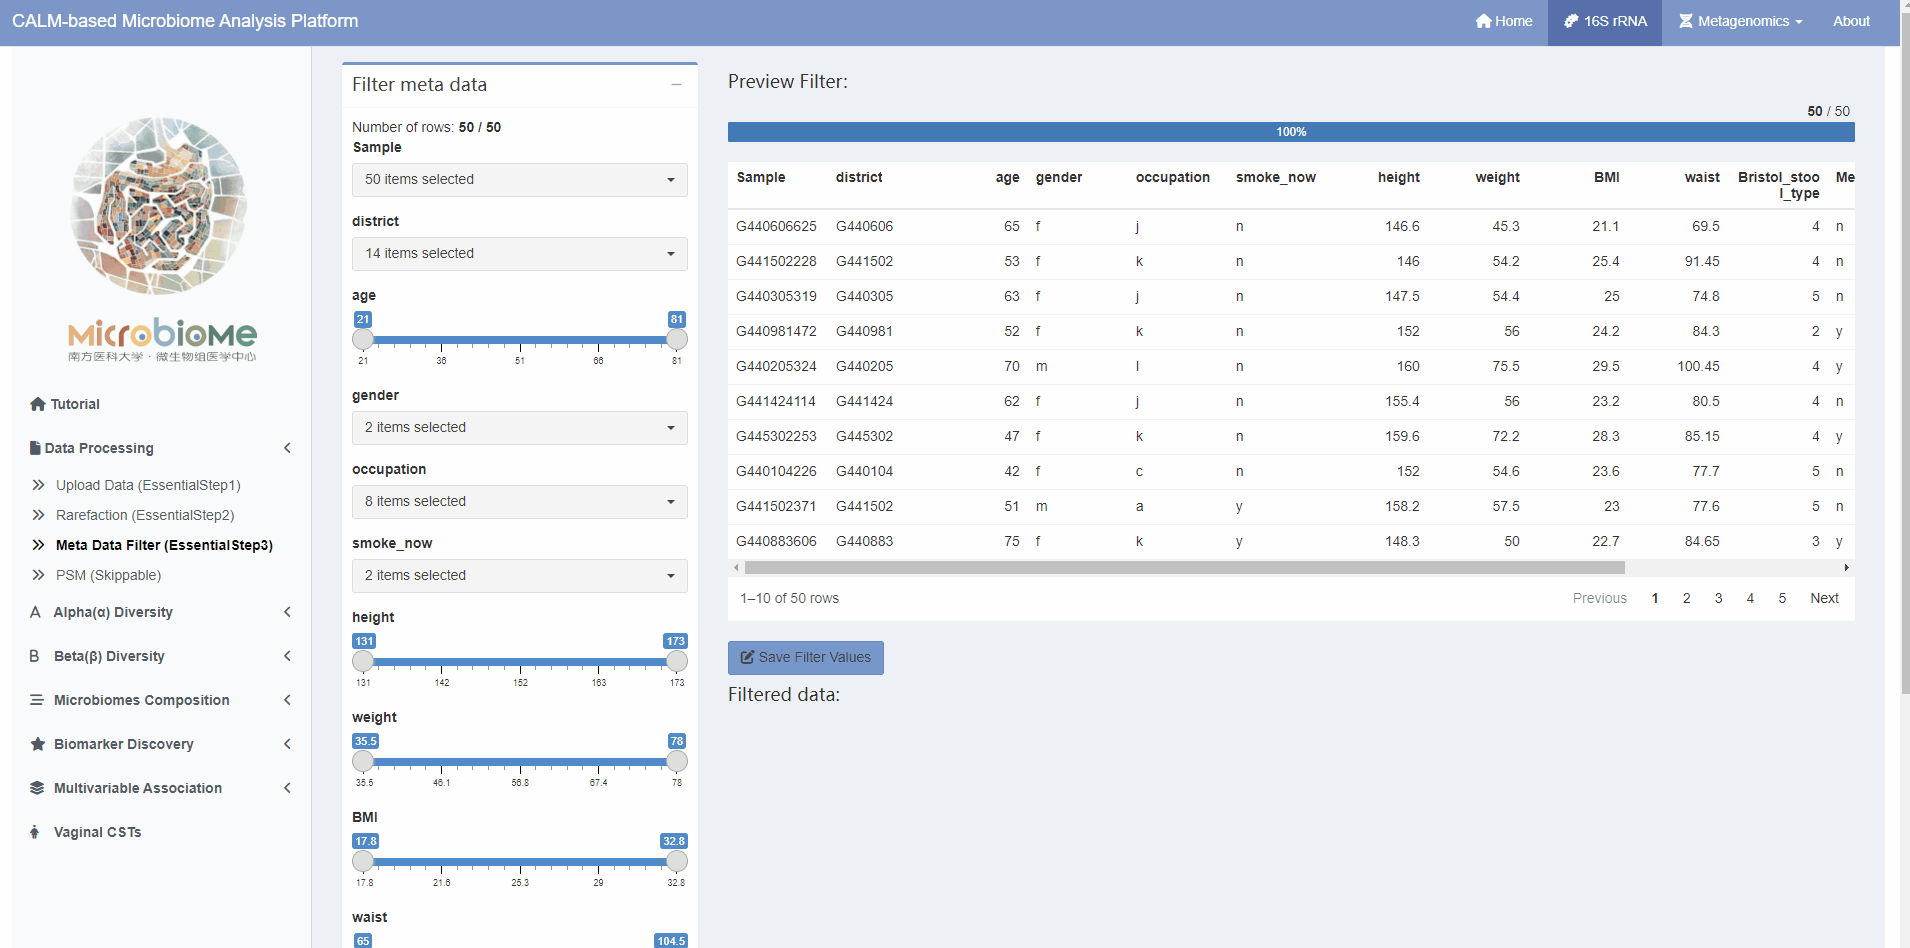 CALM-based Microbiome Analysis Platform
Home
16S rRNA
Metagenomics
About
MicrobioMe
南方医科大学·微生物组医学中心
Tutorial
Data Processing
Upload Data (EssentialStep1)
Rarefaction (EssentialStep2)
Meta Data Filter (EssentialStep3)
PSM (Skippable)
A Alpha(α) Diversity
B Beta(β) Diversity
Microbiomes Composition
Biomarker Discovery
Multivariable Association
Vaginal CSTs
Filter meta data
Number of rows: 50 / 50
Sample
50 items selected
district
14 items selected
age
21 81
21 36 51 66 81
gender
2 items selected
occupation
8 items selected
smoke_now
2 items selected
height
131 173
131 142 152 163 173
weight
35.5 78
35.5 46.1 56.8 67.4 78
BMI
17.8 32.8
17.8 21.6 25.3 29 32.8
waist
65 104.5
Preview Filter:
50 / 50
100%
Sample district age gender occupation smoke_now height weight BMI waist Bristol_stoo Me
l_type
G440606625 G440606 65 f j n 146.6 45.3 21.1 69.5 4 n
G441502228 G441502 53 f k n 146 54.2 25.4 91.45 4 n
G440305319 G440305 63 f j n 147.5 54.4 25 74.8 5 n
G440981472 G440981 52 f k n 152 56 24.2 84.3 2 y
G440205324 G440205 70 m l n 160 75.5 29.5 100.45 4 y
G441424114 G441424 62 f j n 155.4 56 23.2 80.5 4 n
G445302253 G445302 47 f k n 159.6 72.2 28.3 85.15 4 y
G440104226 G440104 42 f c n 152 54.6 23.6 77.7 5 n
G441502371 G441502 51 m a y 158.2 57.5 23 77.6 5 n
G440883606 G440883 75 f k y 148.3 50 22.7 84.65 3 y
1–10 of 50 rows
Previous 1 2 3 4 5 Next
Save Filter Values
Filtered data: